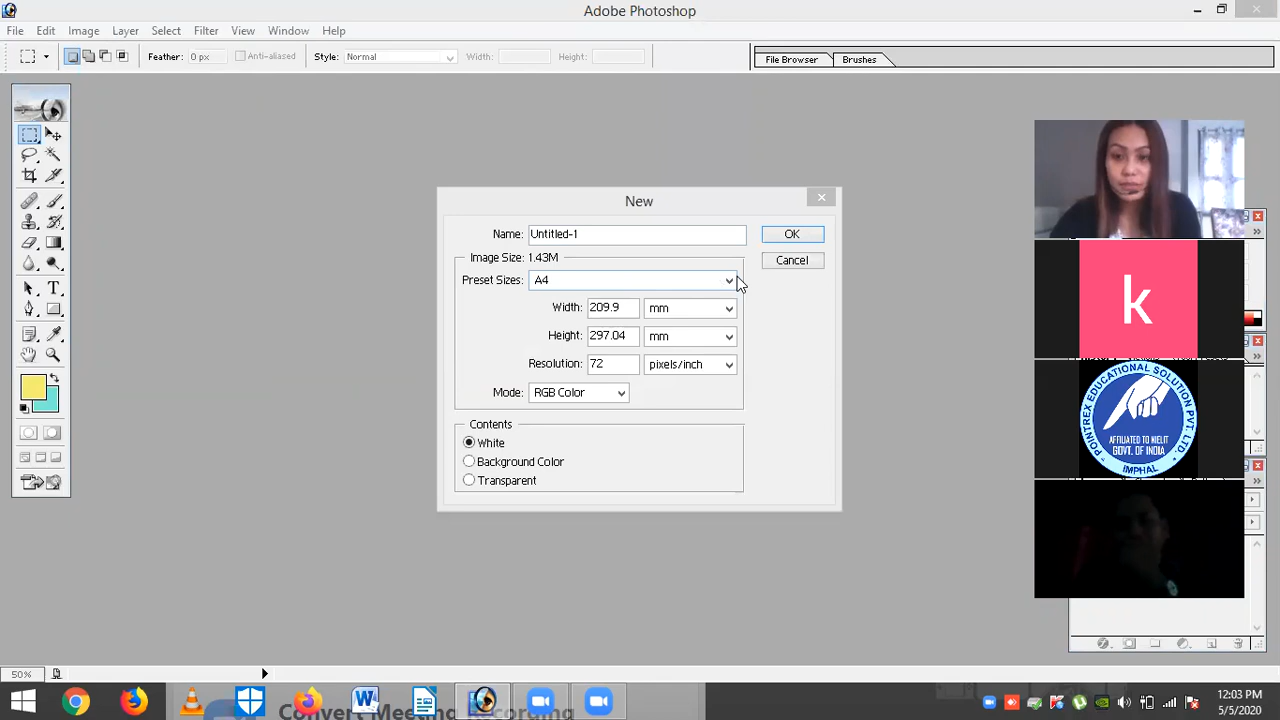 Adobe Photoshop
File Edit Image Layer Select Filter View Window Help
Feather: 0 px Anti-aliased Style: Normal Width: Height: File Browser Brushes
New
Name: Untitled-1 OK
Image Size: 1.43M
Preset Sizes: A4 Cancel
Width: 209.9 mm
Height: 297.04 mm
Resolution: 72 pixels/inch
Mode: RGB Color
Contents
White
Background Color
Transparent
k
POINTREX EDUCATIONAL SOLUTION PVT. LTD.
AFFILIATED TO NIELIT
GOVT. OF INDIA
IMPHAL
50%
Convert Meeting Recording
12:03 PM
5/5/2020